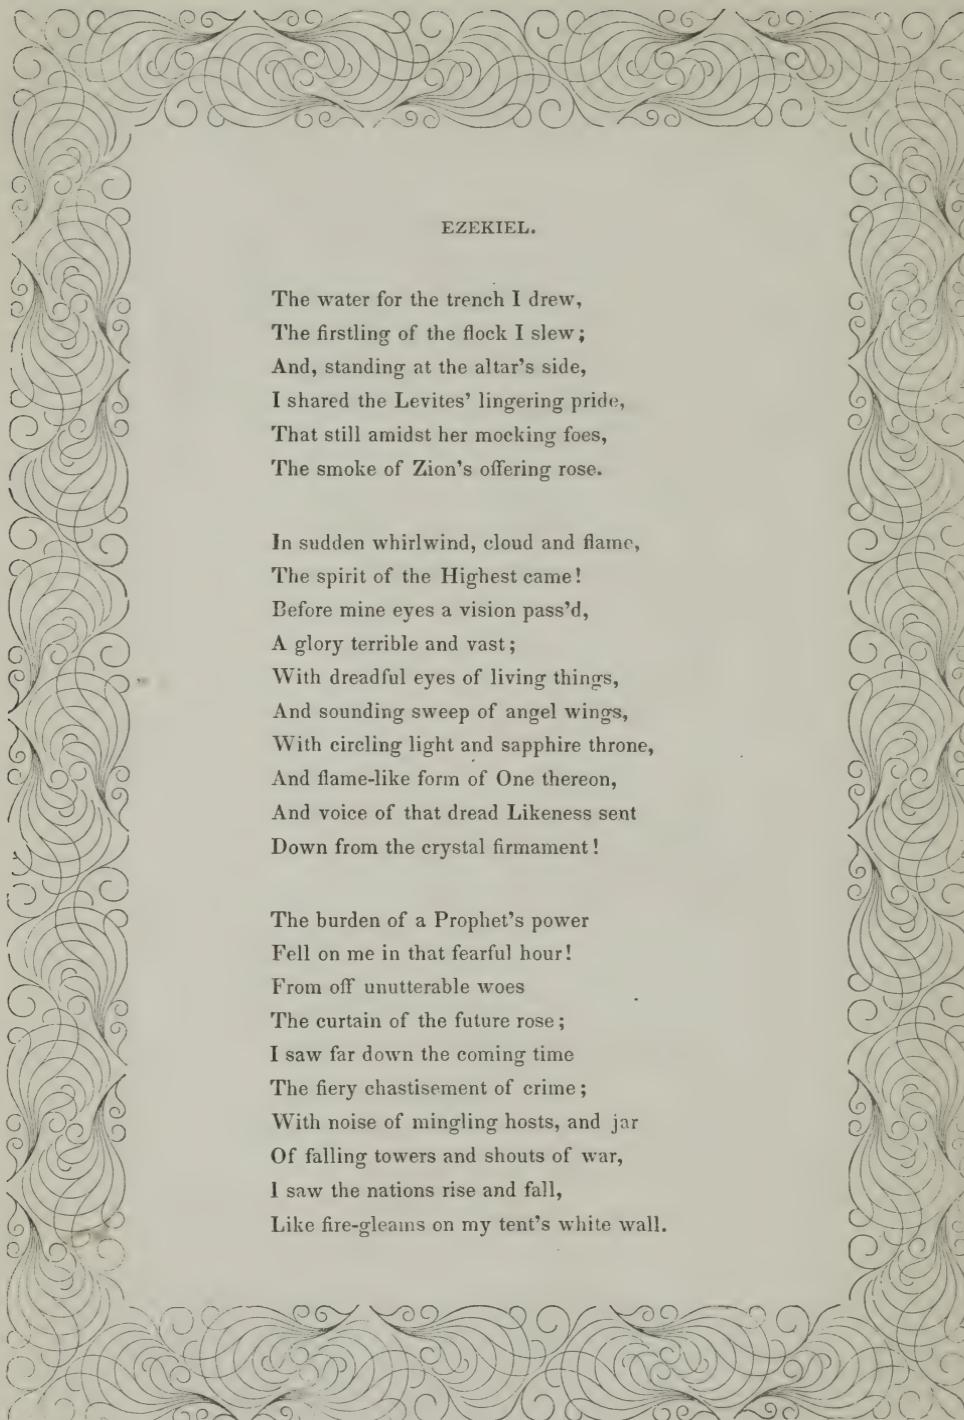 EZEKIEL.
The water for the trench I drew,
The firstling of the flock I slew;
And, standing at the altar's side,
I shared the Levites' lingering pride,
That still amidst her mocking foes,
The smoke of Zion's offering rose.
In sudden whirlwind, cloud and flame,
The spirit of the Highest came!
Before mine eyes a vision pass'd,
A glory terrible and vast;
With dreadful eyes of living things,
And sounding sweep of angel wings,
With circling light and sapphire throne,
And flame-like form of One thereon,
And voice of that dread Likeness sent
Down from the crystal firmament!
The burden of a Prophet's power
Fell on me in that fearful hour!
From off unutterable woes
The curtain of the future rose;
I saw far down the coming time
The fiery chastisement of crime;
With noise of mingling hosts, and jar
Of falling towers and shouts of war,
I saw the nations rise and fall,
Like fire-gleams on my tent's white wall.